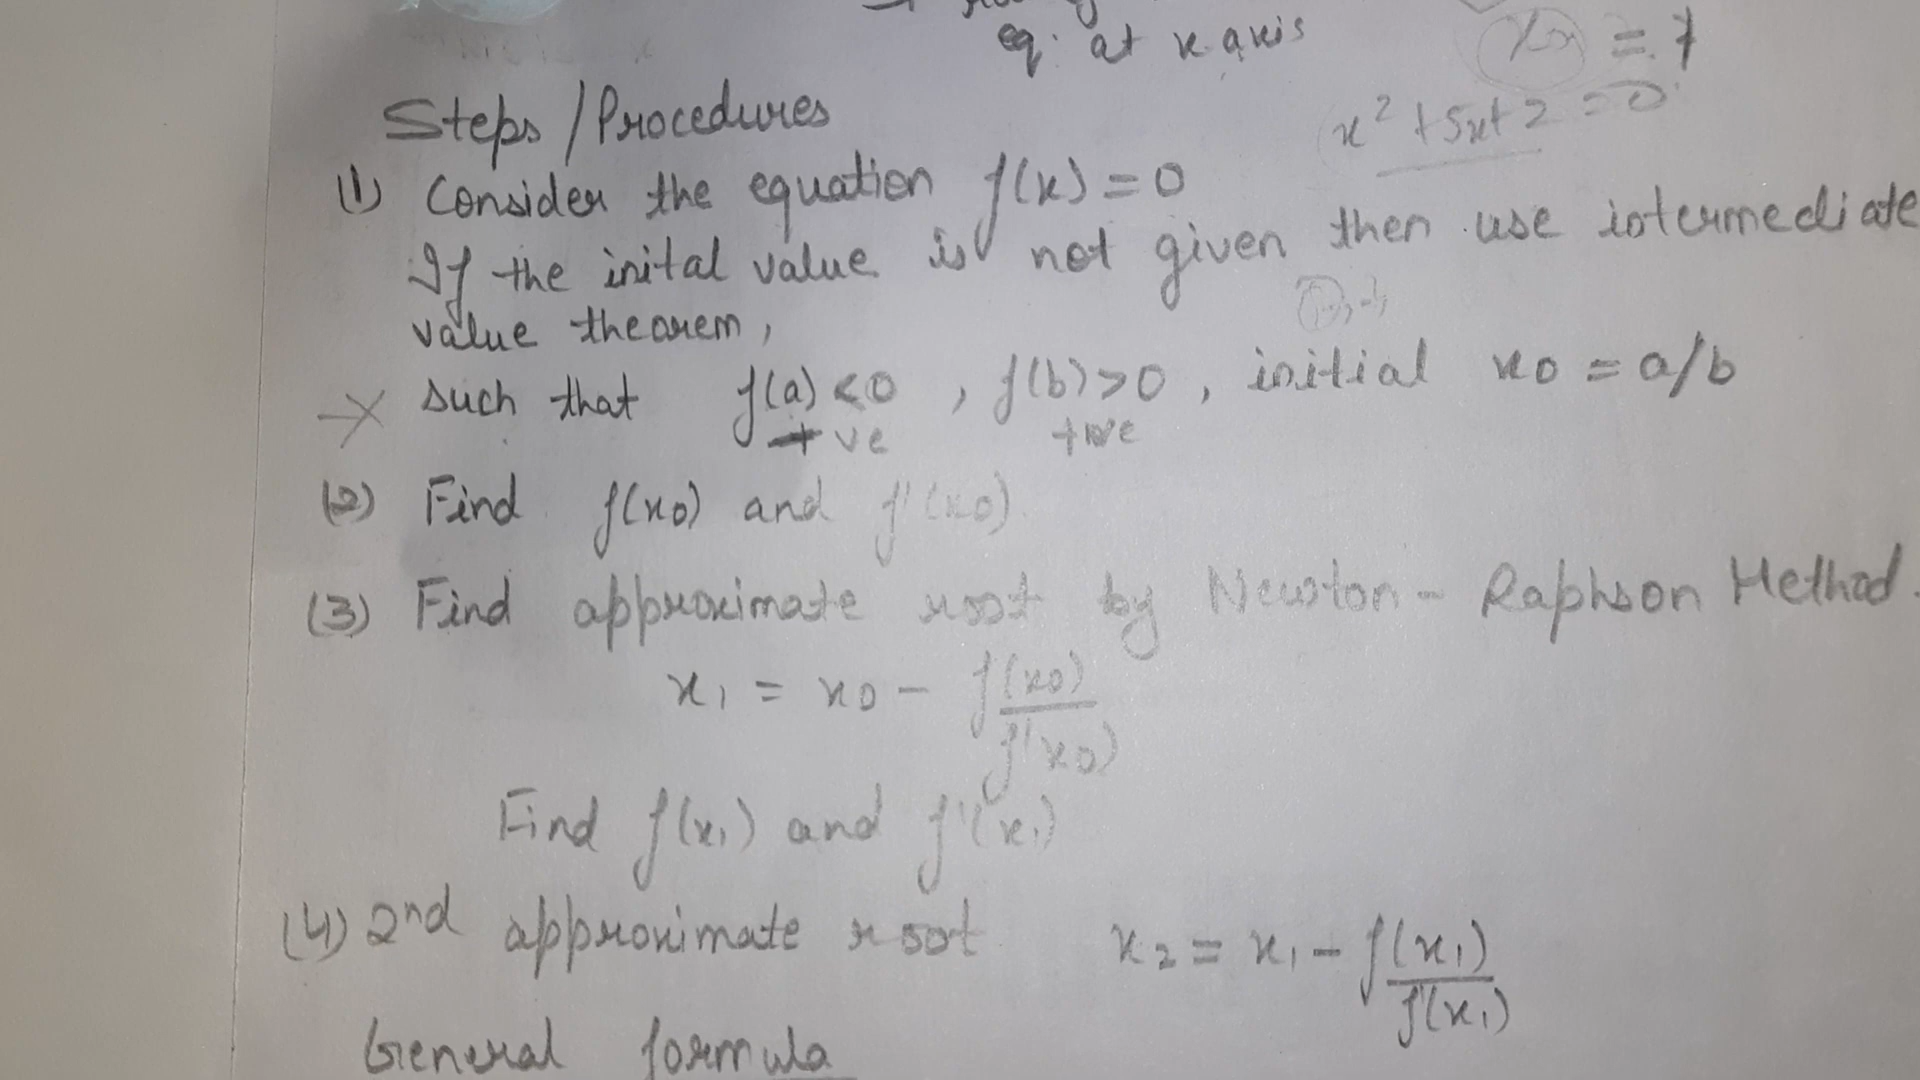 eq. at x axis
= 7
Steps / Procedures
x² + 5x + 2 = 0
(1) Consider the equation f(x) = 0
If the inital value is not given then use intermediate
value theorem,
such that f(a) < 0 , f(b) > 0 , initial x0 = a/b
ve +ve
(2) Find f(x0) and f'(x0)
(3) Find approximate root by Newton - Raphson Method.
x1 = x0 - f(x0)
f'(x0)
Find f(x1) and f'(x1)
(4) 2nd approximate root x2 = x1 - f(x1)
f'(x1)
General formula